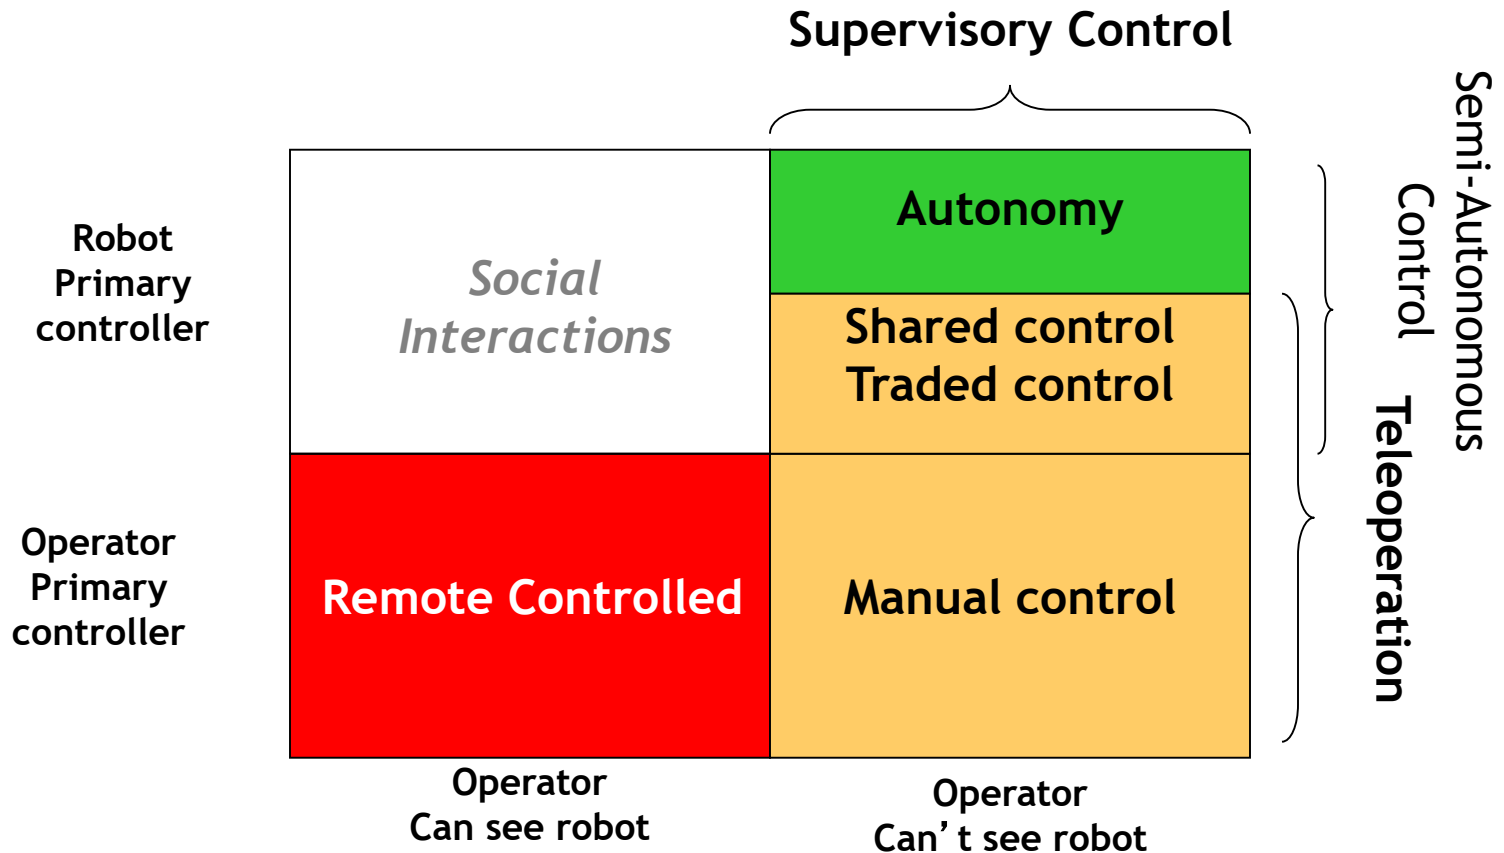 Supervisory Control
Semi-Autonomous
Control
Robot
Primary
controller
Social
Interactions
Autonomy
Shared control
Traded control
Teleoperation
Operator
Primary
controller
Remote Controlled
Manual control
Operator
Can see robot
Operator
Can’t see robot